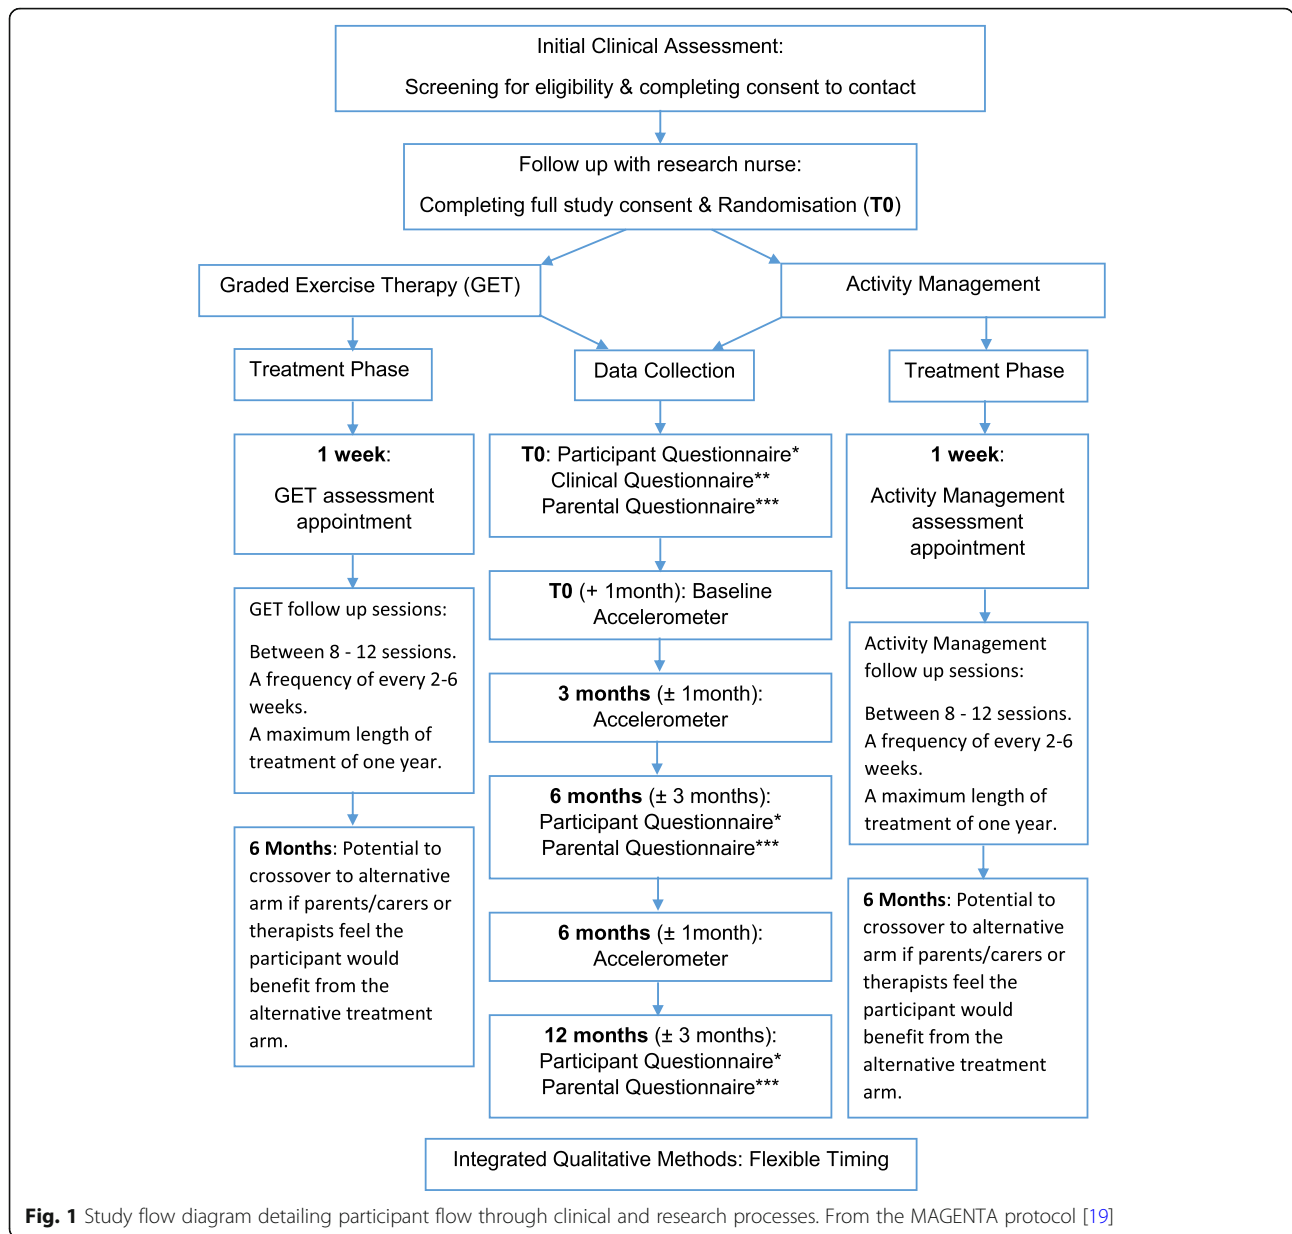 Initial Clinical Assessment:
Screening for eligibility & completing consent to contact
Follow up with research nurse:
Completing full study consent & Randomisation (T0)
Graded Exercise Therapy (GET)
Activity Management
Treatment Phase
Data Collection
Treatment Phase
1 week:
GET assessment
appointment
T0: Participant Questionnaire*
Clinical Questionnaire**
Parental Questionnaire***
1 week:
Activity Management
assessment
appointment
GET follow up sessions:
Between 8 - 12 sessions.
A frequency of every 2-6
weeks.
A maximum length of
treatment of one year.
T0 (+ 1month): Baseline
Accelerometer
3 months (± 1month):
Accelerometer
Activity Management
follow up sessions:
Between 8 - 12 sessions.
A frequency of every 2-6
weeks.
A maximum length of
treatment of one year.
6 months (± 3 months):
Participant Questionnaire*
Parental Questionnaire***
6 Months: Potential to
crossover to alternative
arm if parents/carers or
therapists feel the
participant would
benefit from the
alternative treatment
arm.
6 months (± 1month):
Accelerometer
6 Months: Potential to
crossover to alternative
arm if parents/carers or
therapists feel the
participant would
benefit from the
alternative treatment
arm.
12 months (± 3 months):
Participant Questionnaire*
Parental Questionnaire***
Integrated Qualitative Methods: Flexible Timing
Fig. 1 Study flow diagram detailing participant flow through clinical and research processes. From the MAGENTA protocol [19]